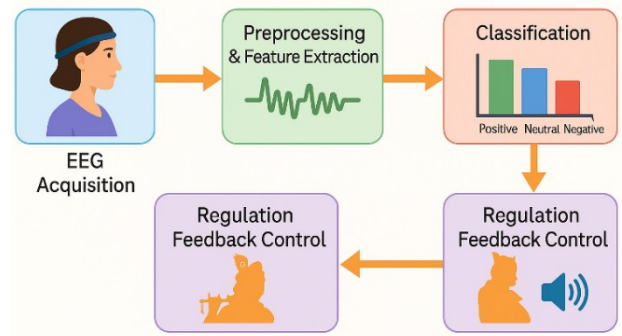 EEG
Acquisition
Preprocessing
& Feature Extraction
Classification
Positive Neutral Negative
Regulation
Feedback Control
Regulation
Feedback Control